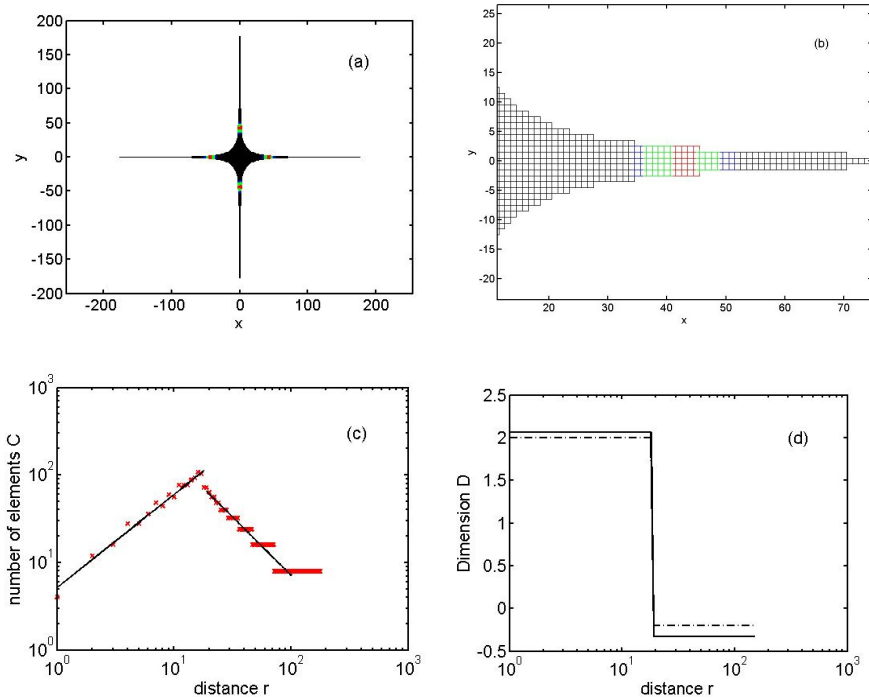 200
150
100
50
0
-50
-100
-150
-200
y
-200 -100 0 100 200
x
(a)
25
20
15
10
5
0
-5
-10
-15
-20
y
20 30 40 50 60 70
x
(b)
10^3
10^2
10^1
10^0
number of elements C
10^0 10^1 10^2 10^3
distance r
(c)
2.5
2
1.5
1
0.5
0
-0.5
Dimension D
10^0 10^1 10^2 10^3
distance r
(d)